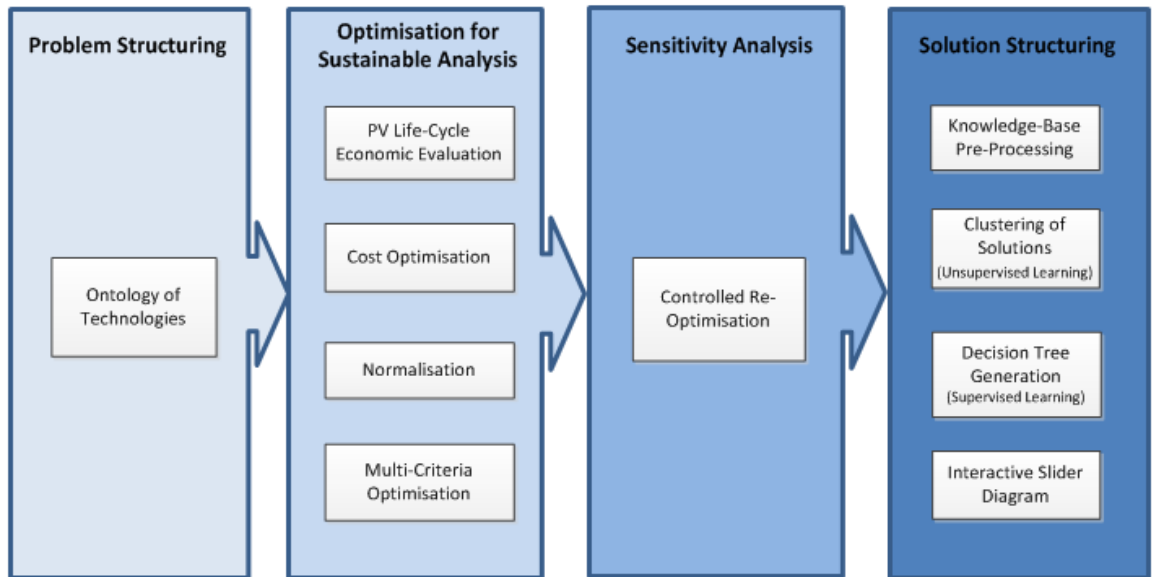 Problem Structuring
Ontology of
Technologies
Optimisation for
Sustainable Analysis
PV Life-Cycle
Economic Evaluation
Cost Optimisation
Normalisation
Multi-Criteria
Optimisation
Sensitivity Analysis
Controlled Re-
Optimisation
Solution Structuring
Knowledge-Base
Pre-Processing
Clustering of
Solutions
(Unsupervised Learning)
Decision Tree
Generation
(Supervised Learning)
Interactive Slider
Diagram